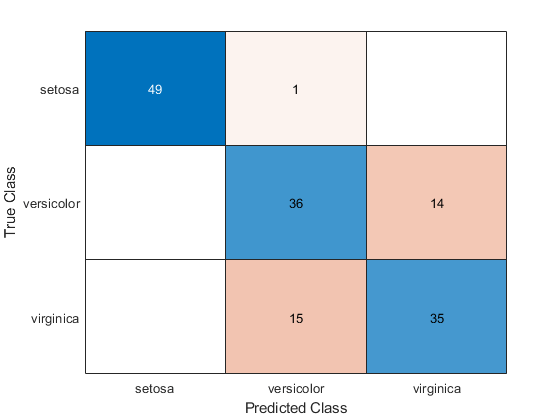 setosa 49 1
versicolor 36 14
virginica 15 35
setosa versicolor virginica
Predicted Class
True Class